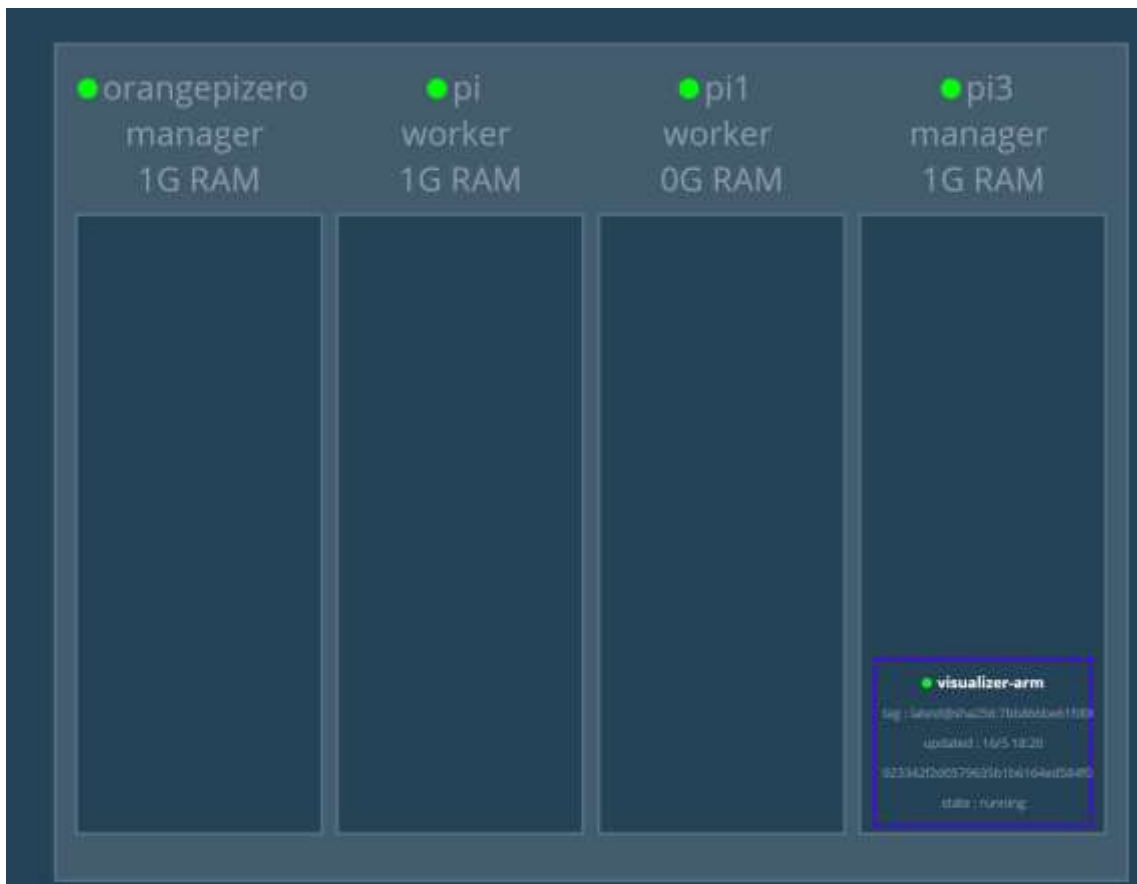 orangepizero
manager
1G RAM
pi
worker
1G RAM
pi1
worker
0G RAM
pi3
manager
1G RAM
visualizer-arm
updated : 16/5 18:20
state : running